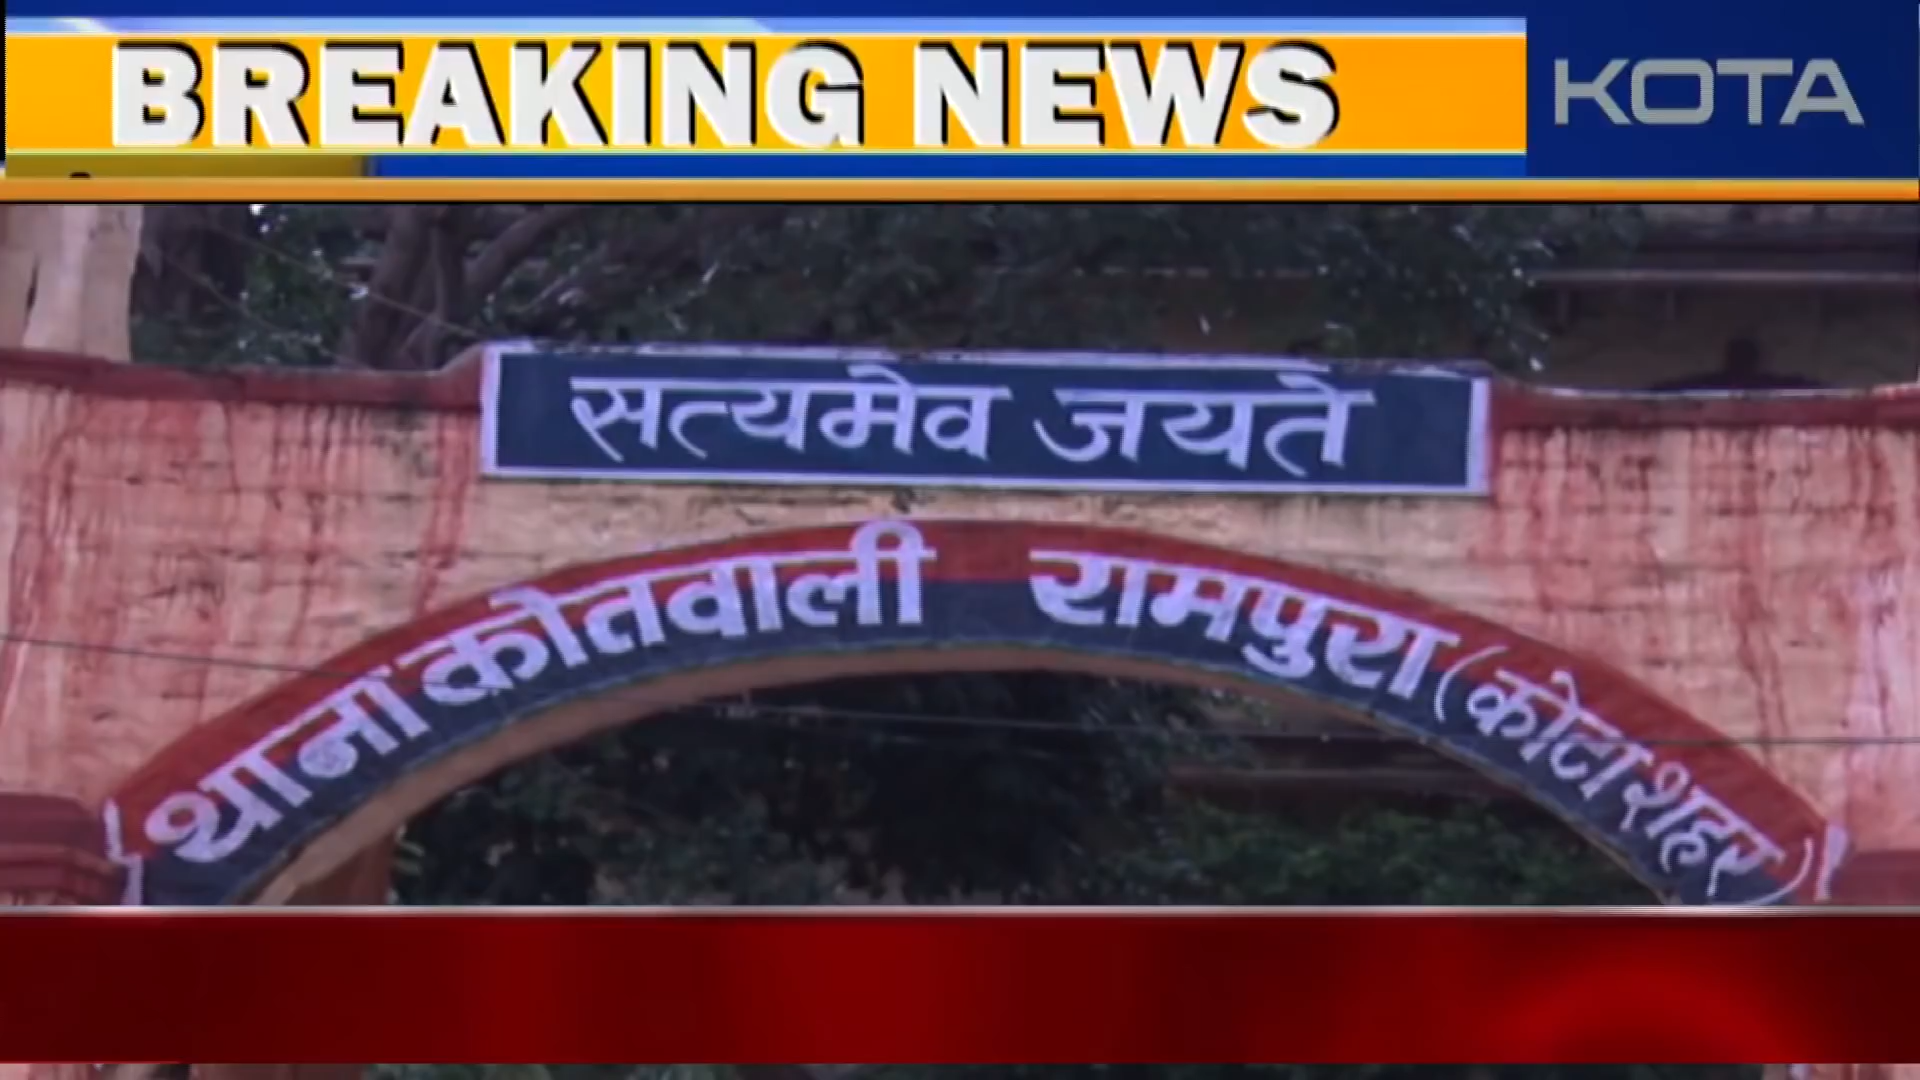 BREAKING NEWS
KOTA
सत्यमेव जयते
थाना कोतवाली रामपुरा (कोटा शहर)